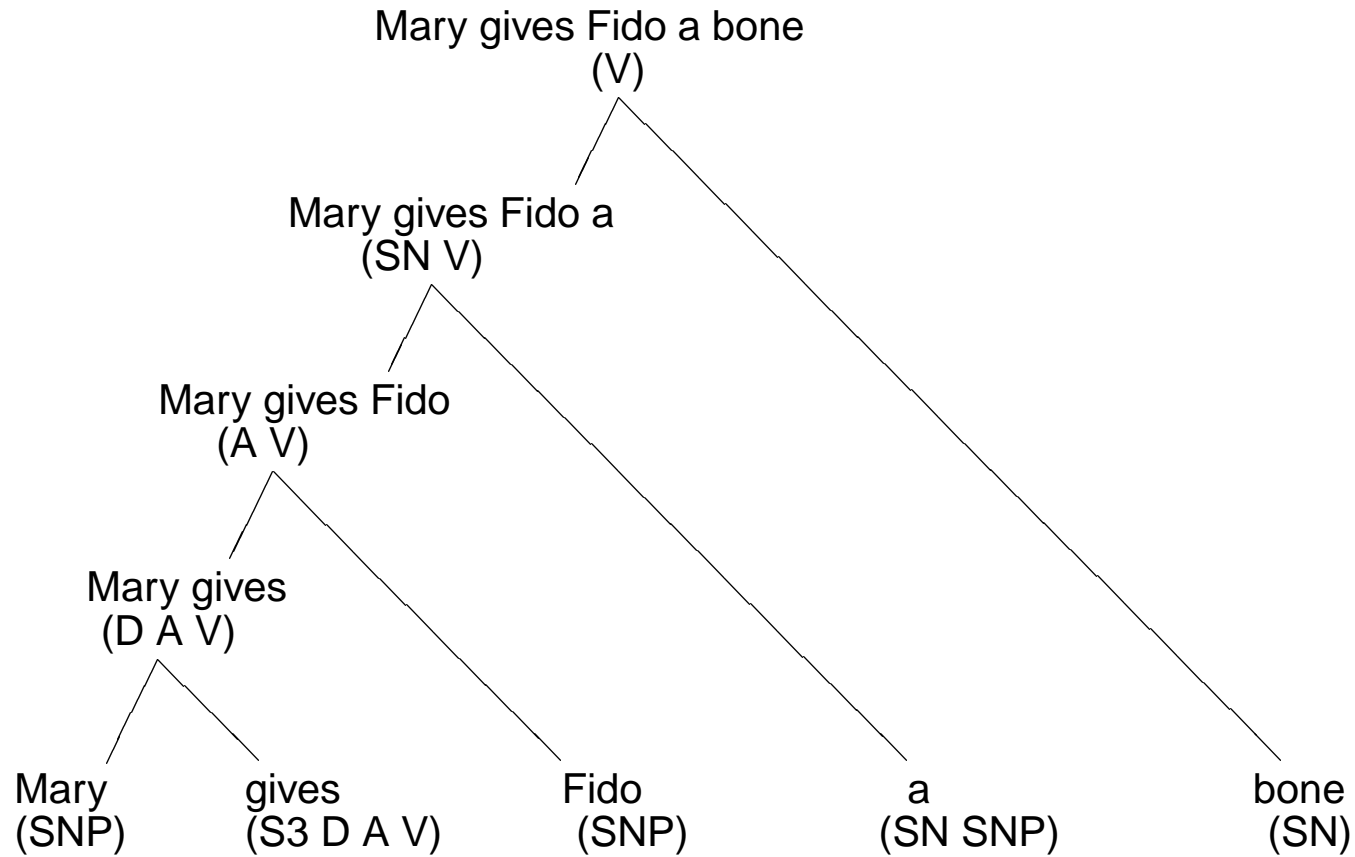 Mary gives Fido a bone
(V)
Mary gives Fido a
(SN V)
Mary gives Fido
(A V)
Mary gives
(D A V)
Mary gives Fido a bone
(SNP) (S3 D A V) (SNP) (SN SNP) (SN)